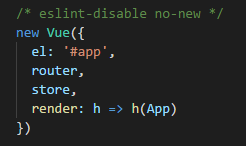 /* eslint-disable no-new */
new Vue({
  el: '#app',
  router,
  store,
  render: h => h(App)
})